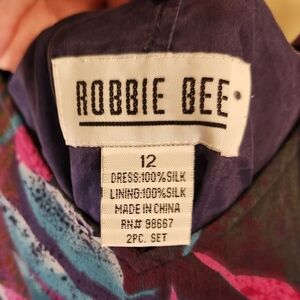 ROBBIE BEE
12
DRESS:100%SILK
LINING:100%SILK
MADE IN CHINA
RN# 98667
2PC. SET